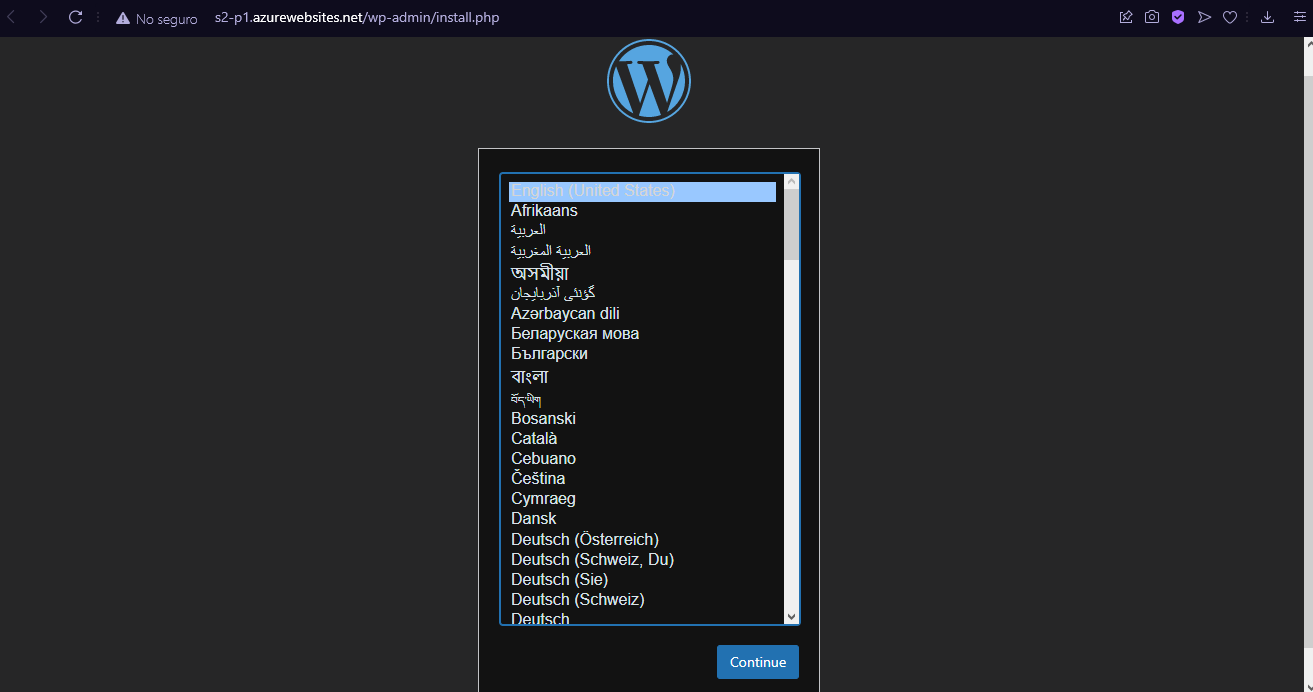 No seguro
s2-p1.azurewebsites.net/wp-admin/install.php
English (United States)
Afrikaans
العربية
العربية المغربية
অসমীয়া
گؤنئی آذربایجان
Azərbaycan dili
Беларуская мова
Български
বাংলা
བོད་ཡིག
Bosanski
Català
Cebuano
Čeština
Cymraeg
Dansk
Deutsch (Österreich)
Deutsch (Schweiz, Du)
Deutsch (Sie)
Deutsch (Schweiz)
Deutsch
Continue